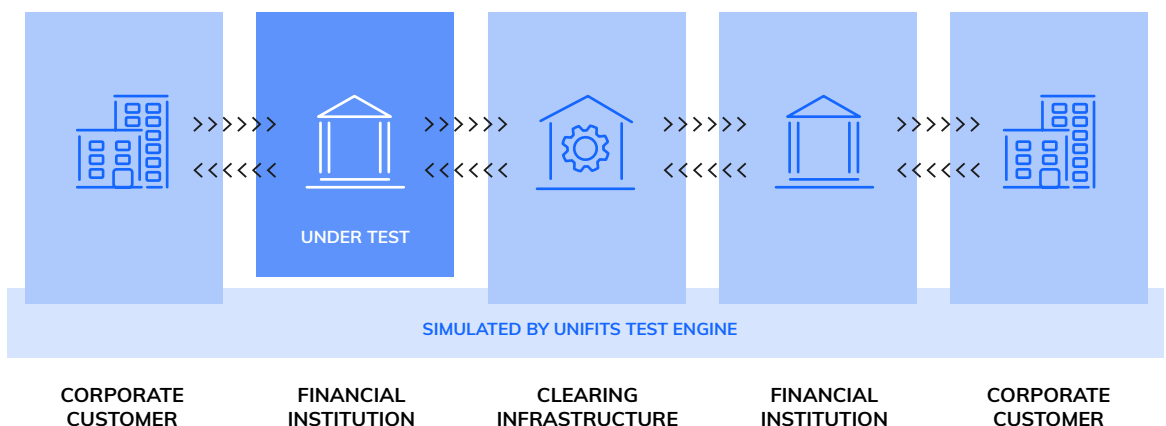 UNDER TEST
SIMULATED BY UNIFITS TEST ENGINE
CORPORATE
CUSTOMER
FINANCIAL
INSTITUTION
CLEARING
INFRASTRUCTURE
FINANCIAL
INSTITUTION
CORPORATE
CUSTOMER